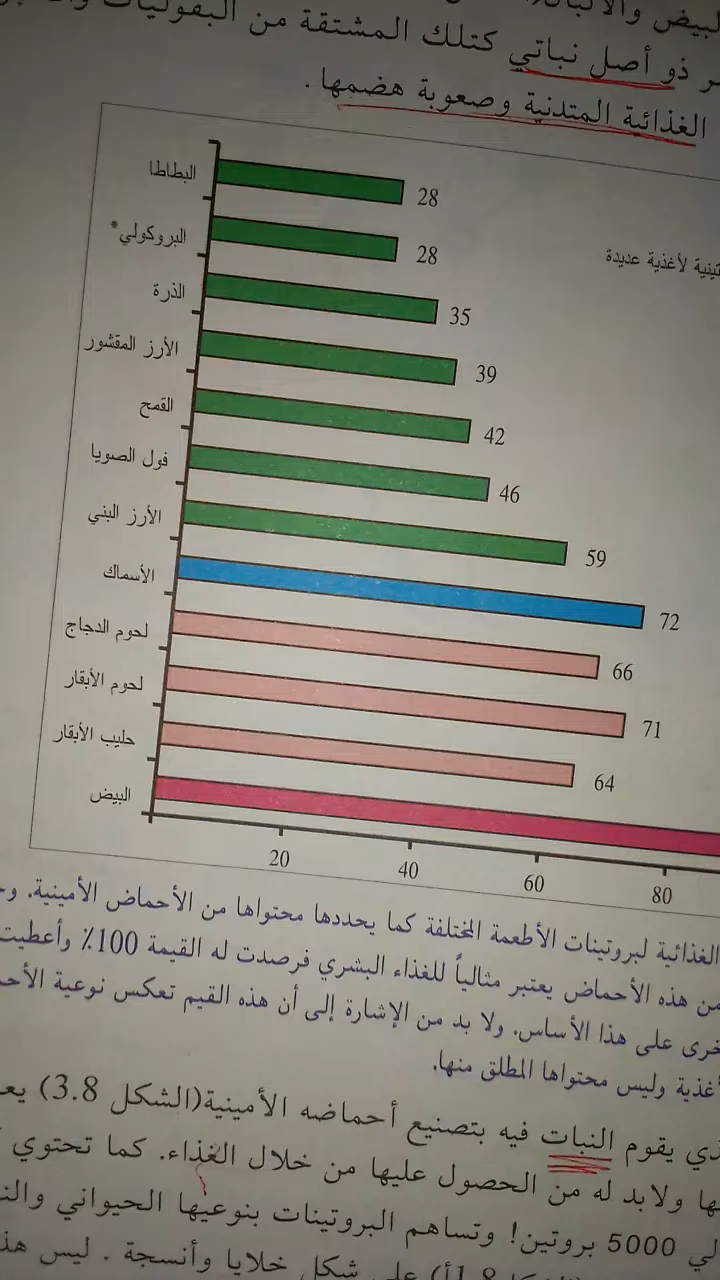 البيض والألبان
ذو أصل نباتي كتلك المشتقة من البقوليات
الغذائية المتدنية وصعوبة هضمها .
لأغذية عديدة
البطاطا 28
البروكولي* 28
الذرة 35
الأرز المقشور 39
القمح 42
فول الصويا 46
الأرز البني 59
الأسماك 72
لحوم الدجاج 66
لحوم الأبقار 71
حليب الأبقار 64
البيض
20 40 60 80
الغذائية لبروتينات الأطعمة المختلفة كما يحددها محتواها من الأحماض الأمينية.
من هذه الأحماض يعتبر مثالياً للغذاء البشري فرصدت له القيمة 100٪ وأعطيت
على هذا الأساس. ولا بد من الإشارة إلى أن هذه القيم تعكس نوعية
وليس محتواها المطلق منها.
يقوم النبات فيه بتصنيع أحماضه الأمينية(الشكل 3.8)
ولابد له من الحصول عليها من خلال الغذاء. كما تحتوي
5000 بروتين! وتساهم البروتينات بنوعيها الحيواني
على شكل خلايا وأنسجة . ليس